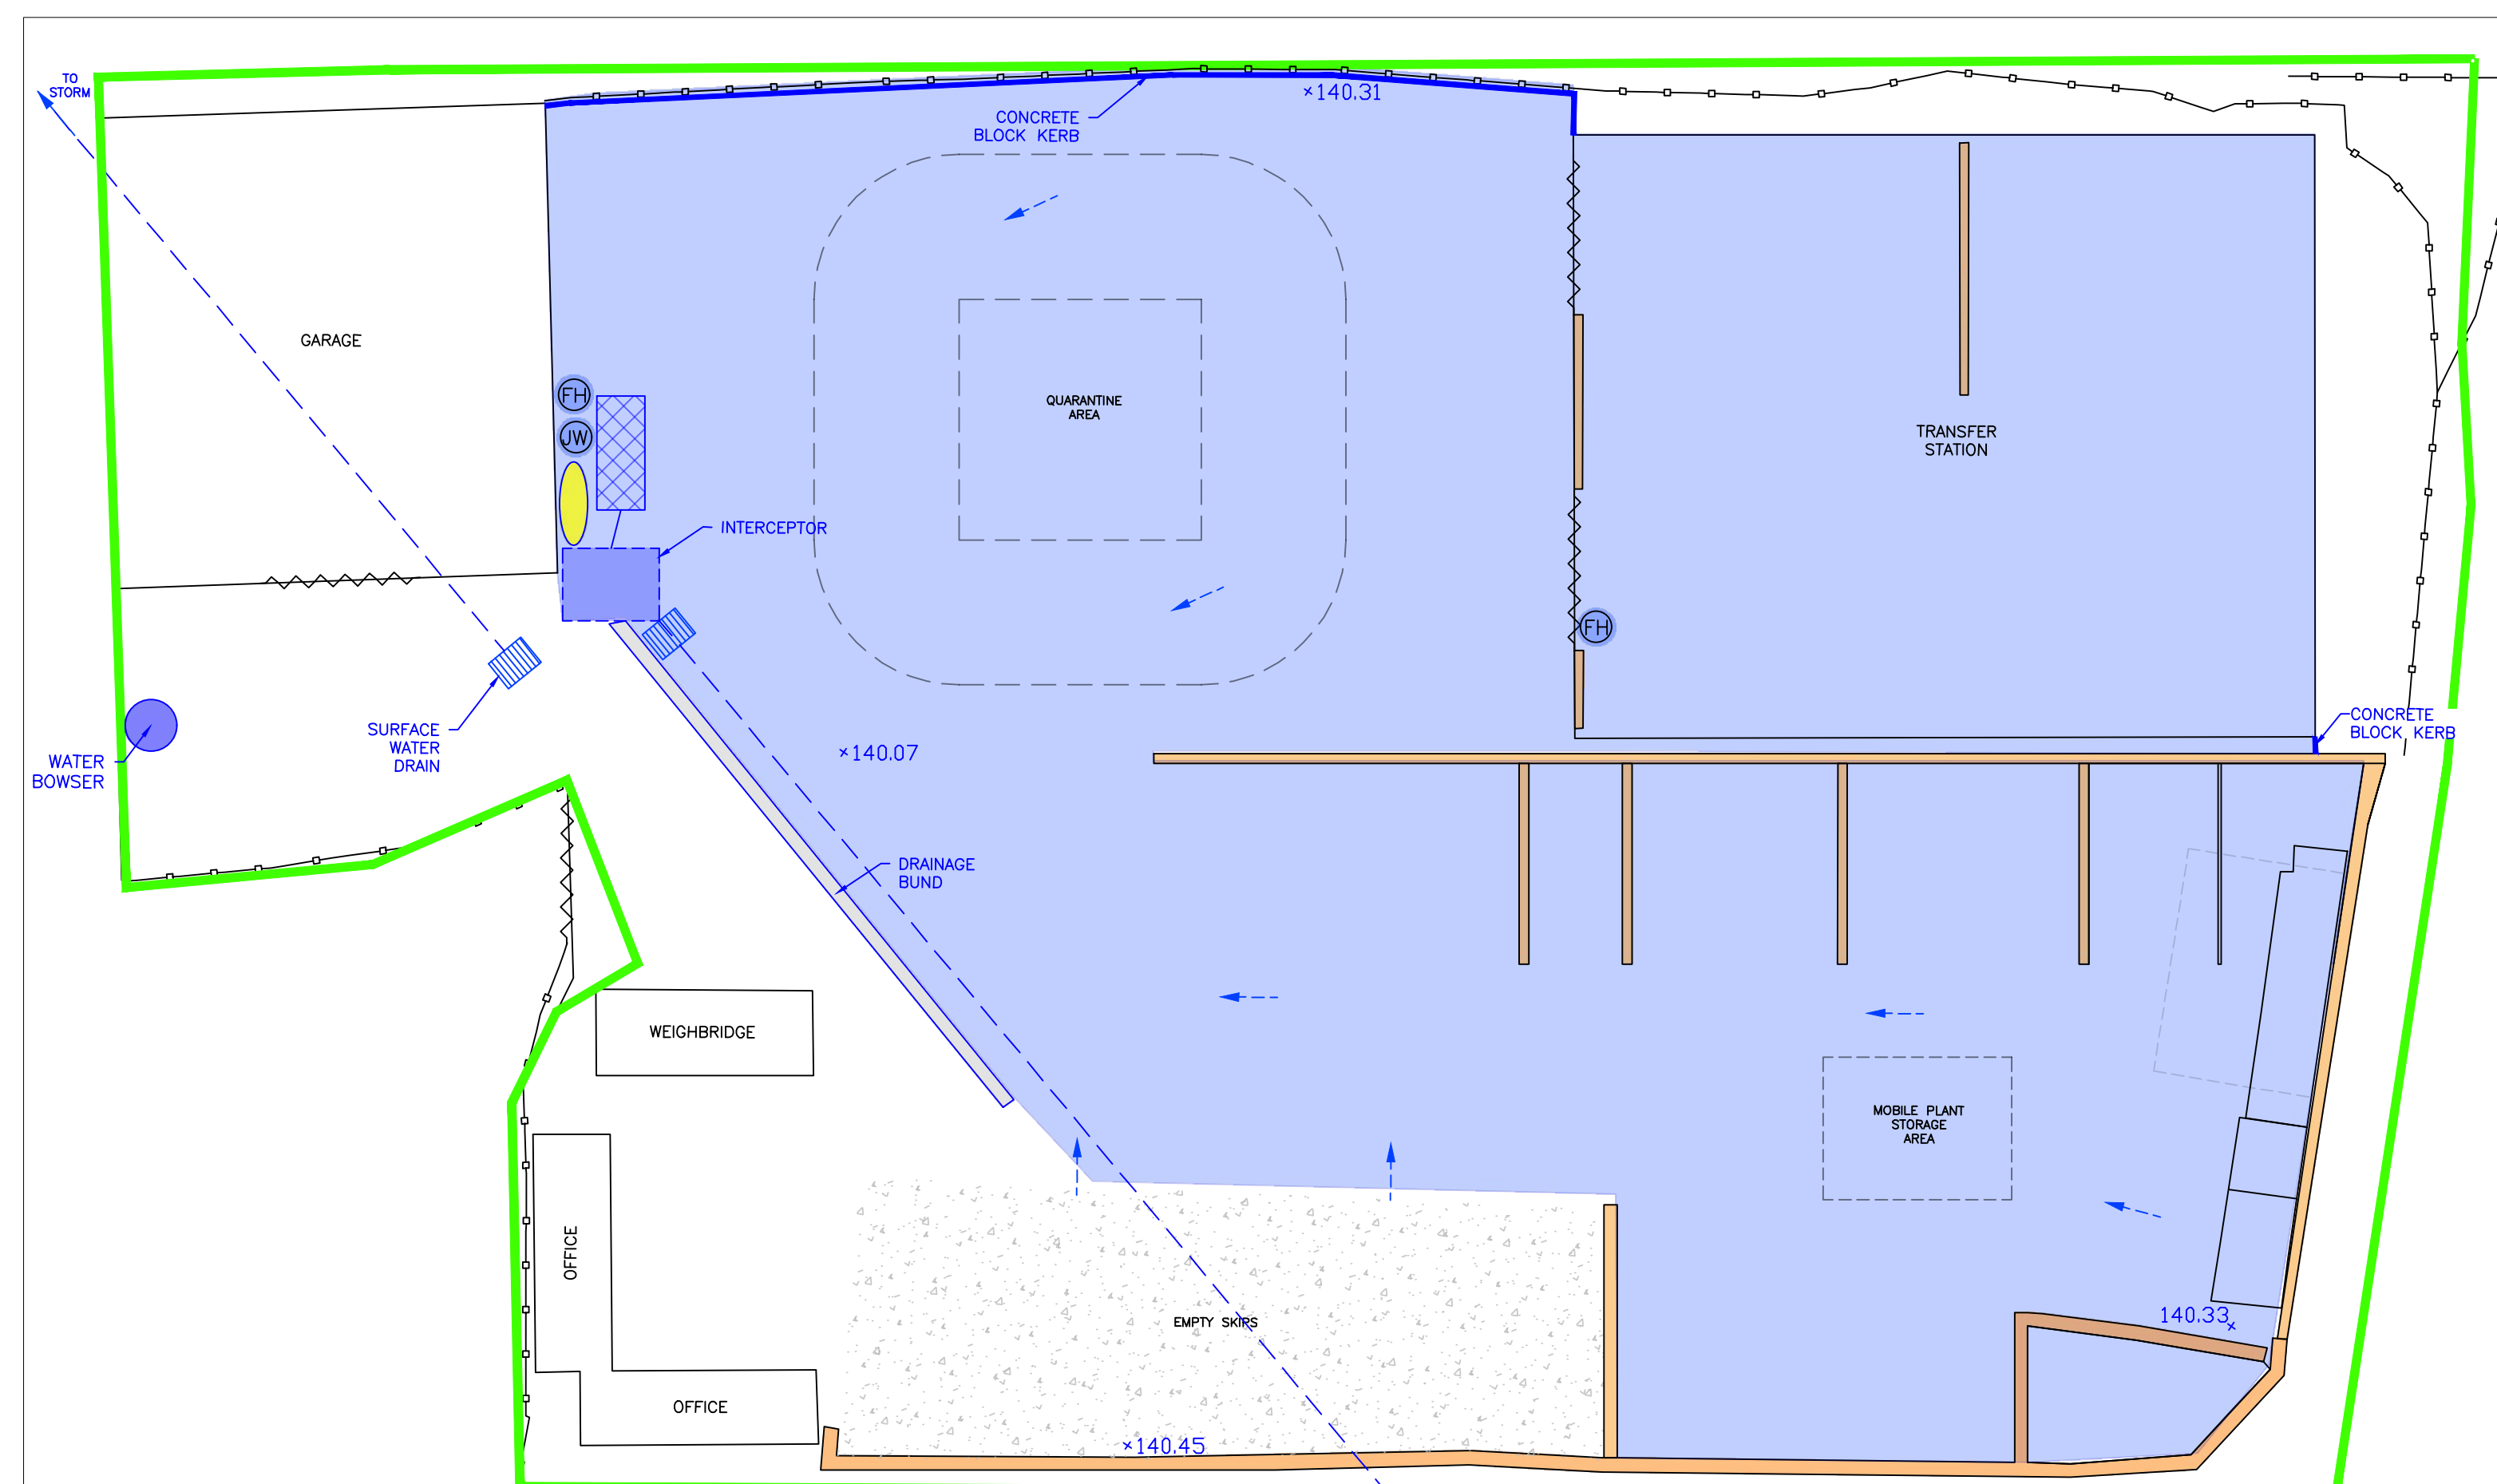 TO
STORM
×140.31
CONCRETE
BLOCK KERB
GARAGE
FH
JW
QUARANTINE
AREA
TRANSFER
STATION
INTERCEPTOR
FH
SURFACE
WATER
DRAIN
WATER
BOWSER
×140.07
CONCRETE
BLOCK KERB
DRAINAGE
BUND
WEIGHBRIDGE
MOBILE PLANT
STORAGE
AREA
OFFICE
EMPTY SKIPS
140.33×
OFFICE
×140.45